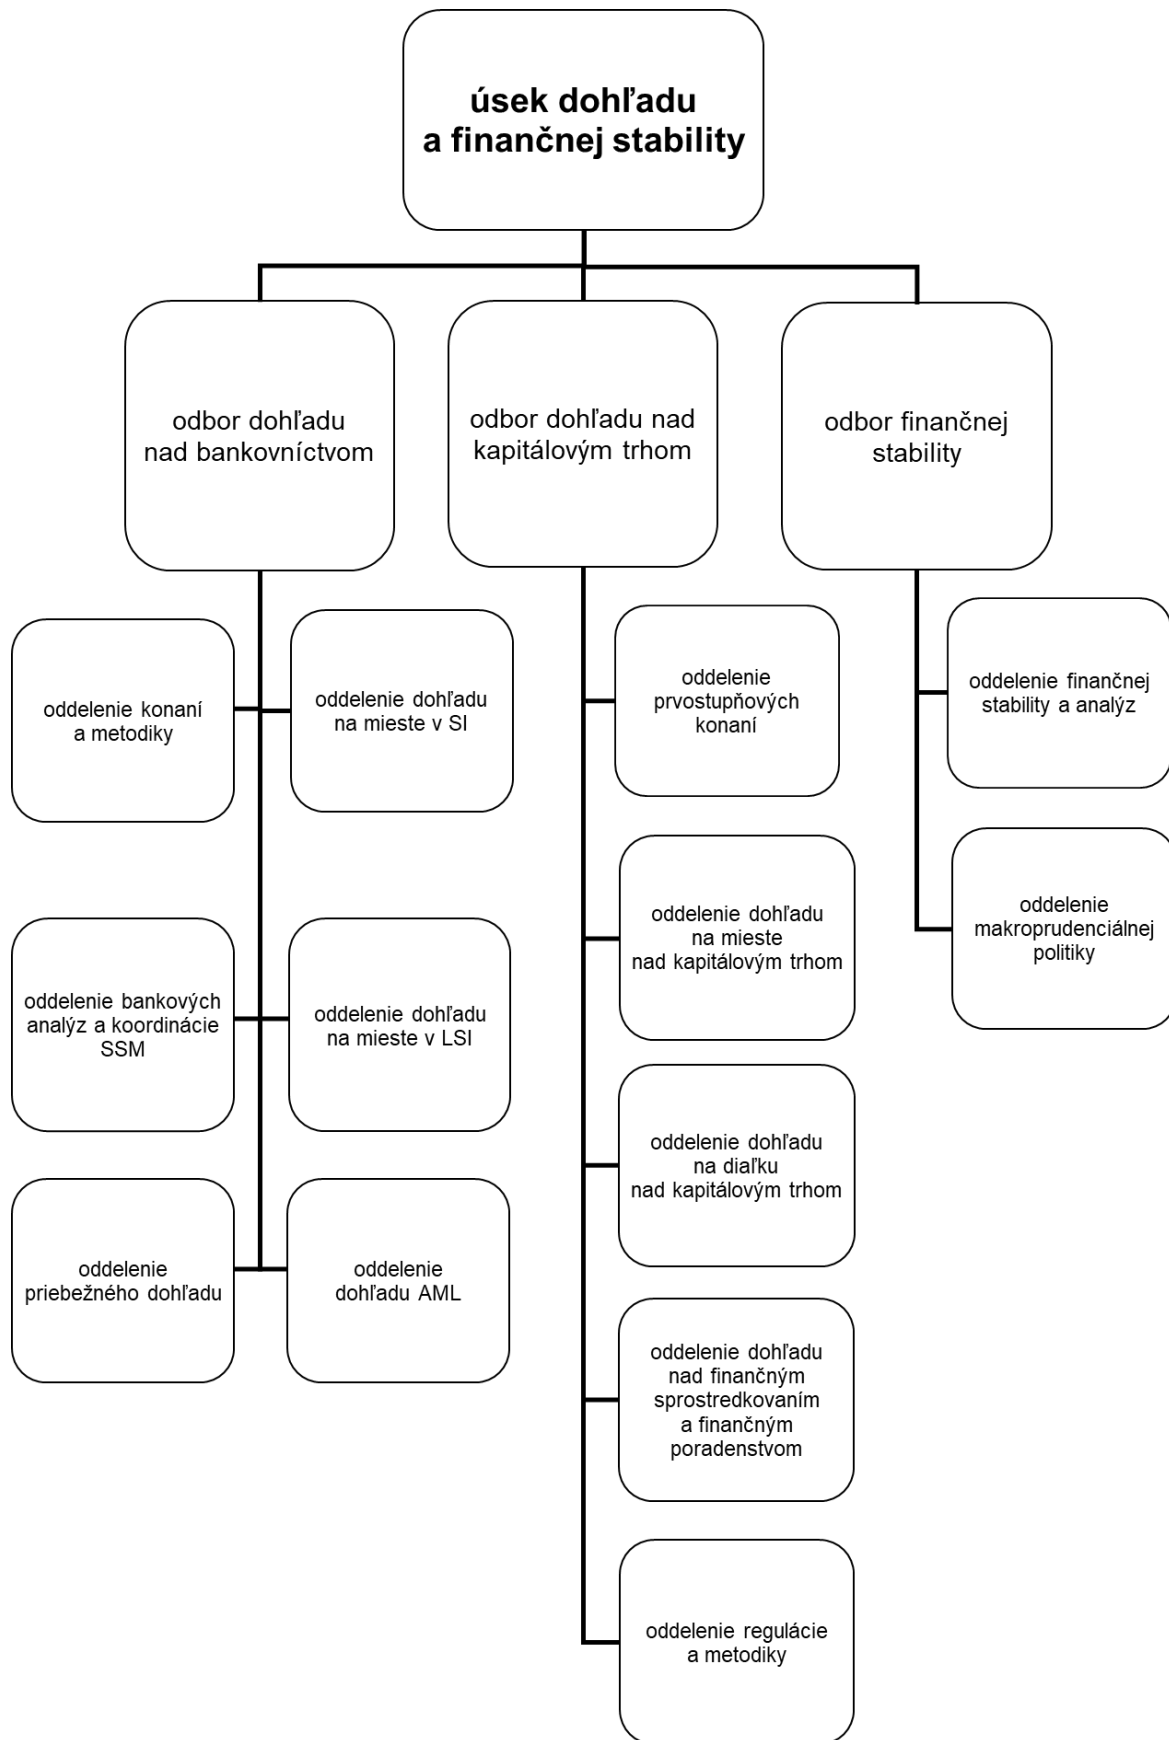 úsek dohľadu
a finančnej stability
odbor dohľadu
nad bankovníctvom
odbor dohľadu nad
kapitálovým trhom
odbor finančnej
stability
oddelenie konaní
a metodiky
oddelenie dohľadu
na mieste v SI
oddelenie bankových
analýz a koordinácie
SSM
oddelenie dohľadu
na mieste v LSI
oddelenie
priebežného dohľadu
oddelenie
dohľadu AML
oddelenie
prvostupňových
konaní
oddelenie dohľadu
na mieste
nad kapitálovým trhom
oddelenie dohľadu
na diaľku
nad kapitálovým trhom
oddelenie dohľadu
nad finančným
sprostredkovaním
a finančným
poradenstvom
oddelenie regulácie
a metodiky
oddelenie finančnej
stability a analýz
oddelenie
makroprudenciálnej
politiky